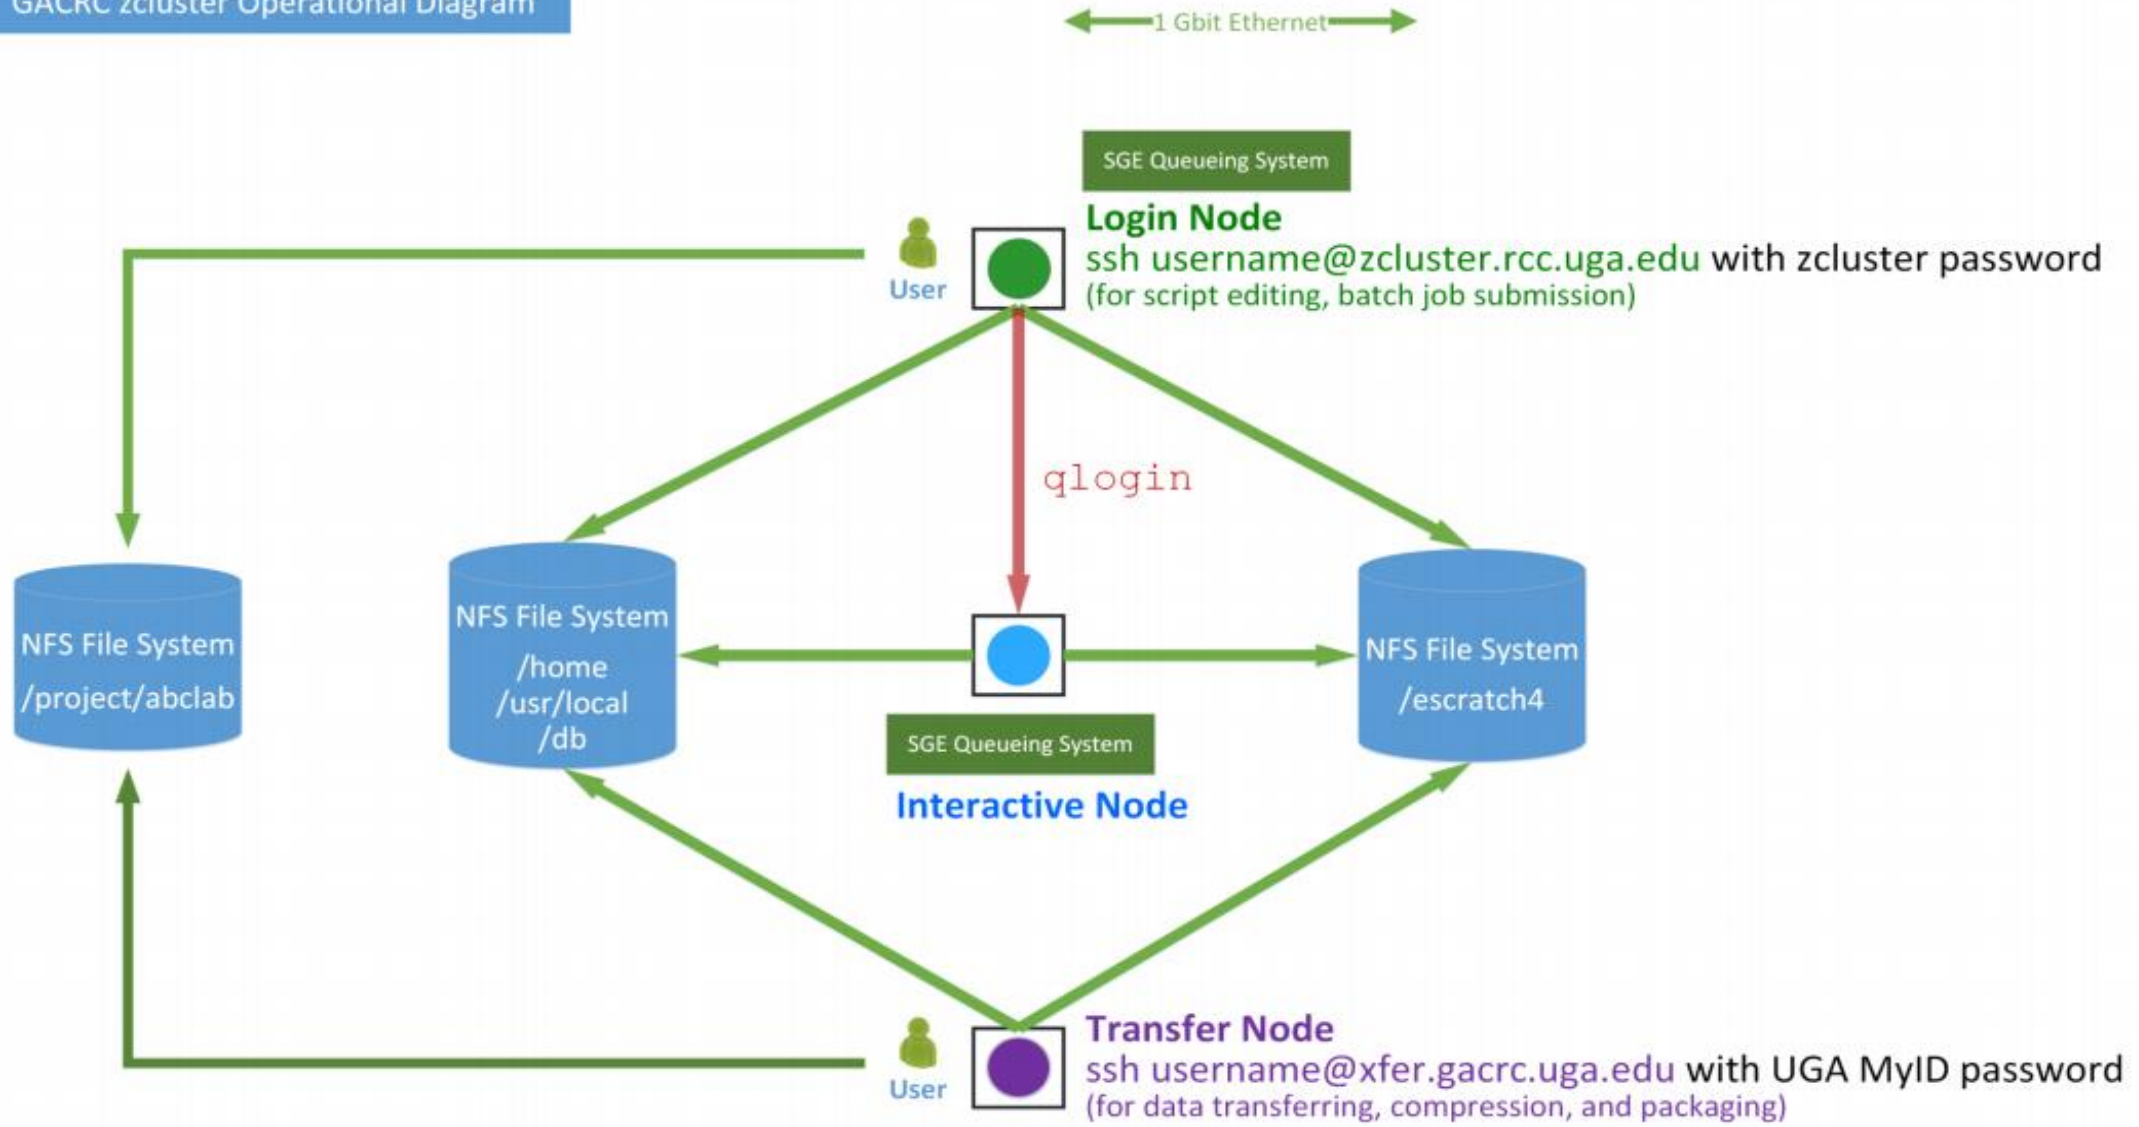 GACRC zcluster Operational Diagram
1 Gbit Ethernet
SGE Queueing System
Login Node
ssh username@zcluster.rcc.uga.edu with zcluster password
(for script editing, batch job submission)
User
qlogin
NFS File System
/project/abclab
NFS File System
/home
/usr/local
/db
NFS File System
/escratch4
SGE Queueing System
Interactive Node
Transfer Node
ssh username@xfer.gacrc.uga.edu with UGA MyID password
(for data transferring, compression, and packaging)
User